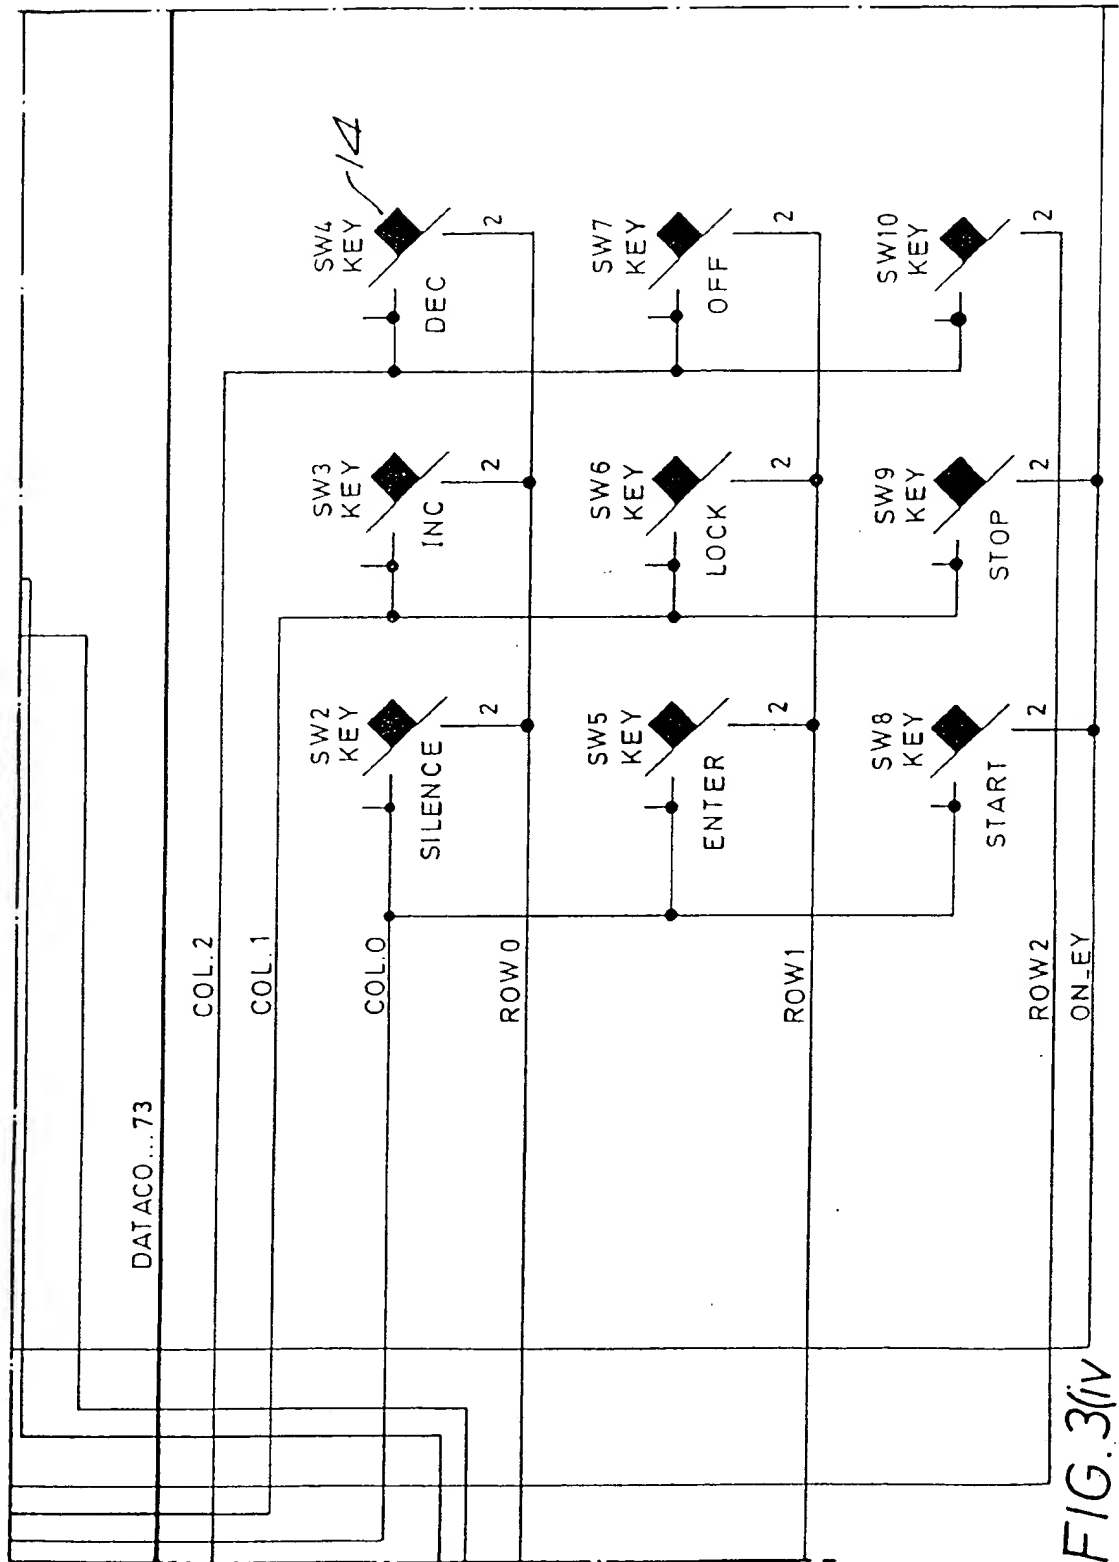 DATACO...73
COL.2
COL.1
COL.0
ROW0
ROW1
ROW2
ON_EY
SW2
KEY
SILENCE
2
SW3
KEY
INC
2
SW4
KEY
DEC
2
14
SW5
KEY
ENTER
2
SW6
KEY
LOCK
2
SW7
KEY
OFF
2
SW8
KEY
START
2
SW9
KEY
STOP
2
SW10
KEY
2
FIG. 3(iv